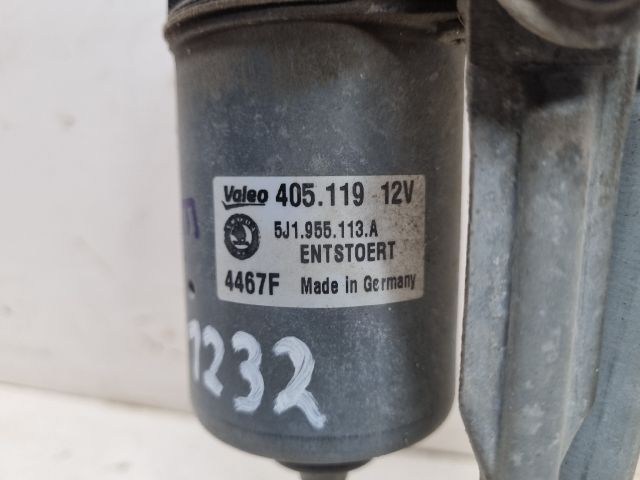 Valeo 405.119 12V
5J1.955.113.A
ENTSTOERT
4467F Made in Germany
1232